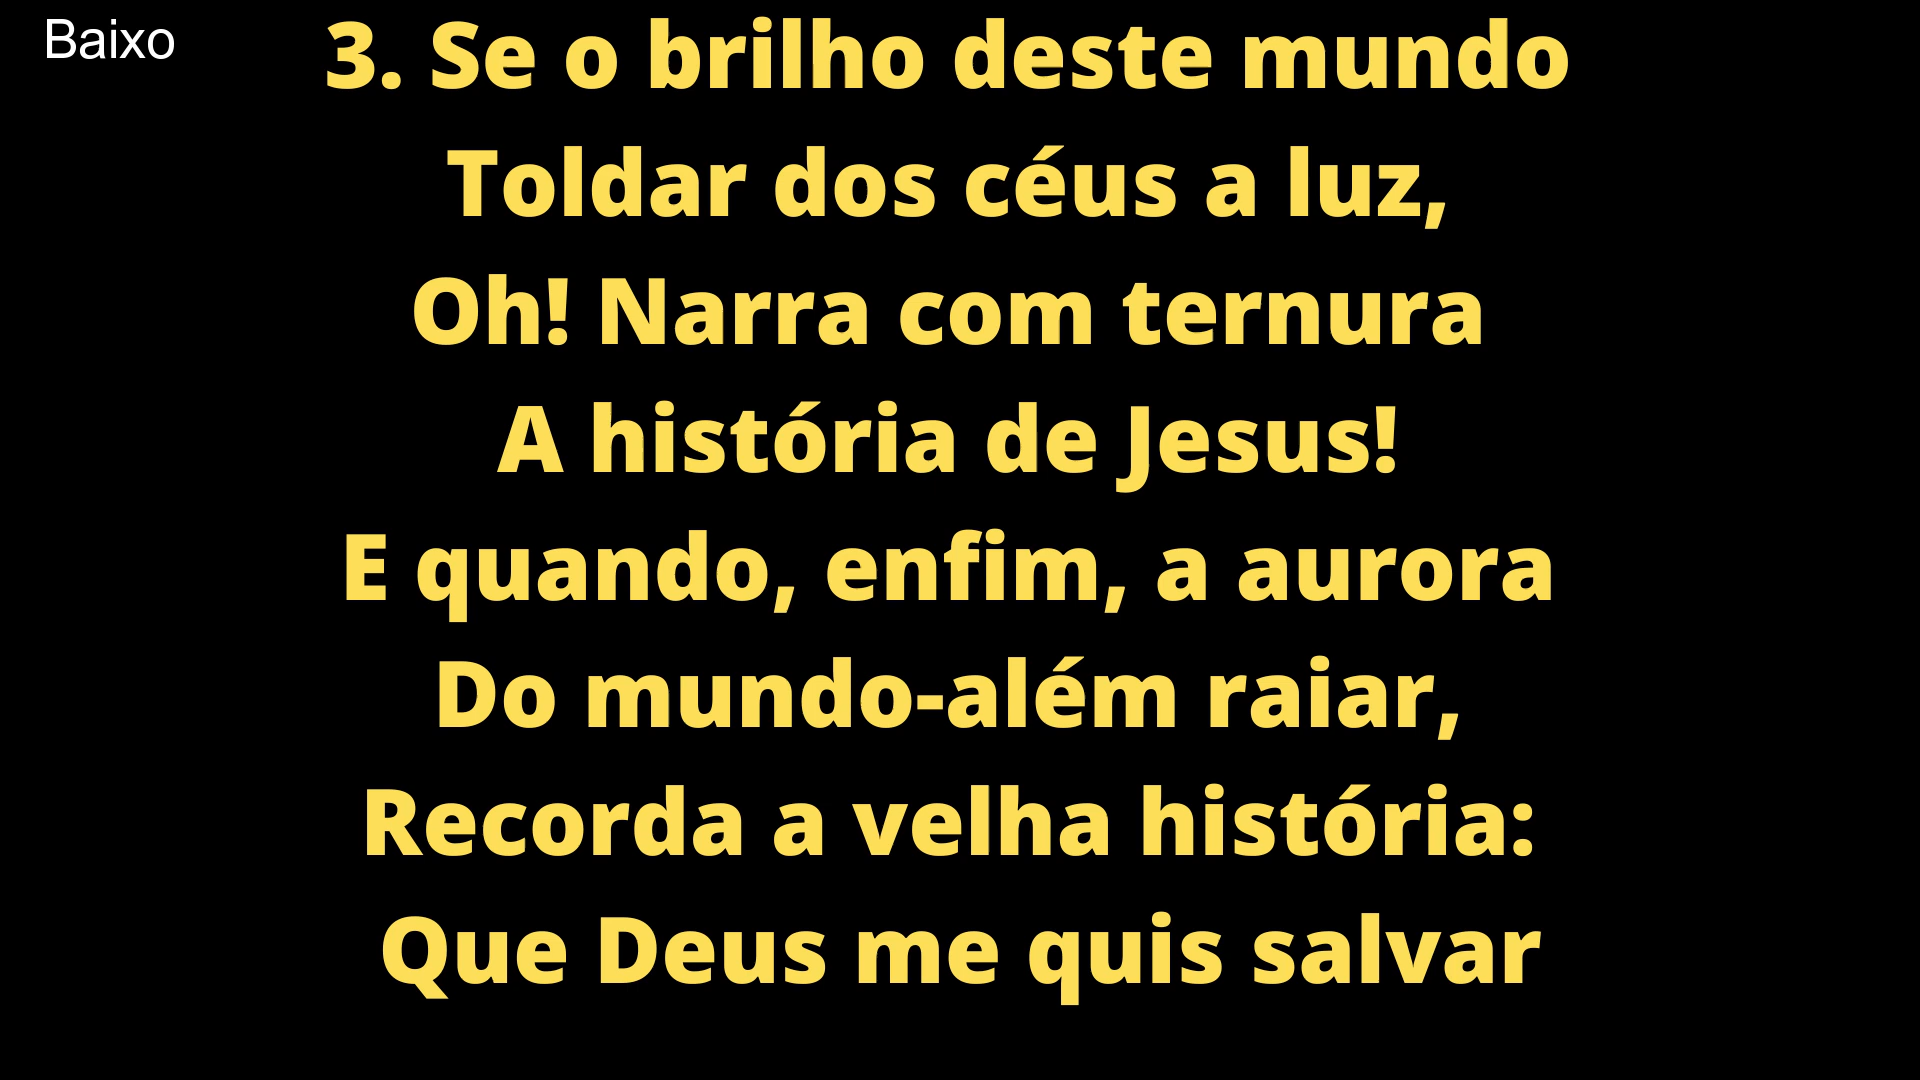 Baixo
3. Se o brilho deste mundo
Toldar dos céus a luz,
Oh! Narra com ternura
A história de Jesus!
E quando, enfim, a aurora
Do mundo-além raiar,
Recorda a velha história:
Que Deus me quis salvar